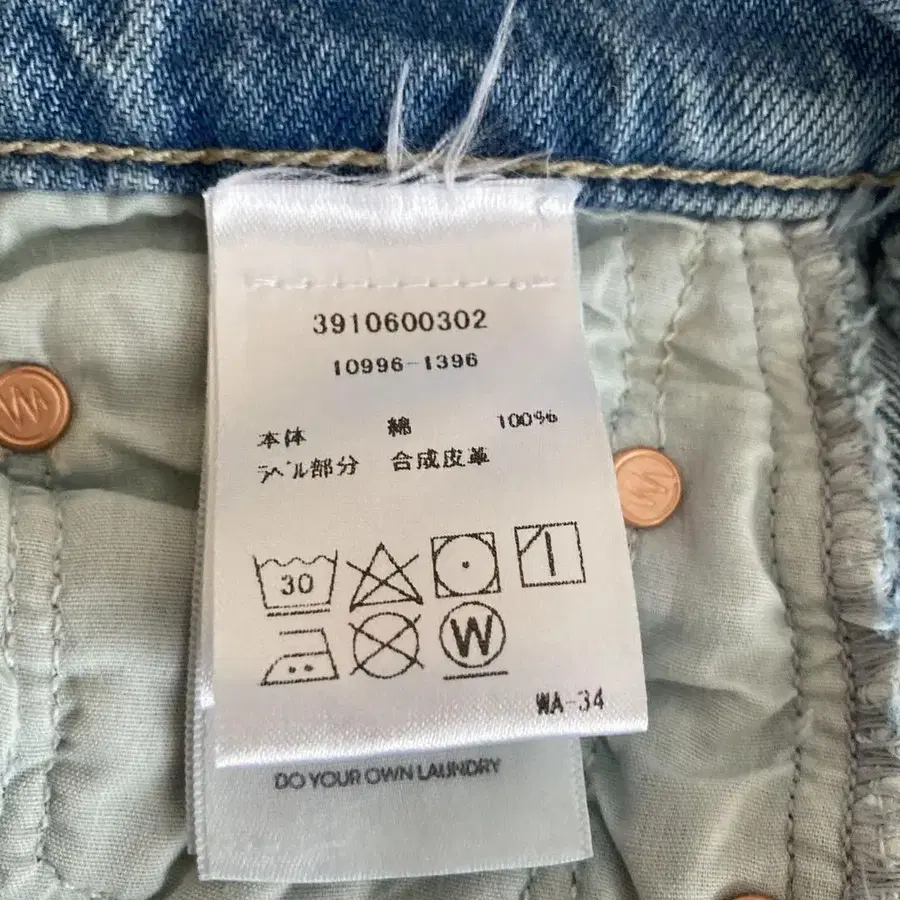 3910600302
10996-1396
本体 綿 100%
ラベル部分 合成皮革
30
W
WA-34
DO YOUR OWN LAUNDRY